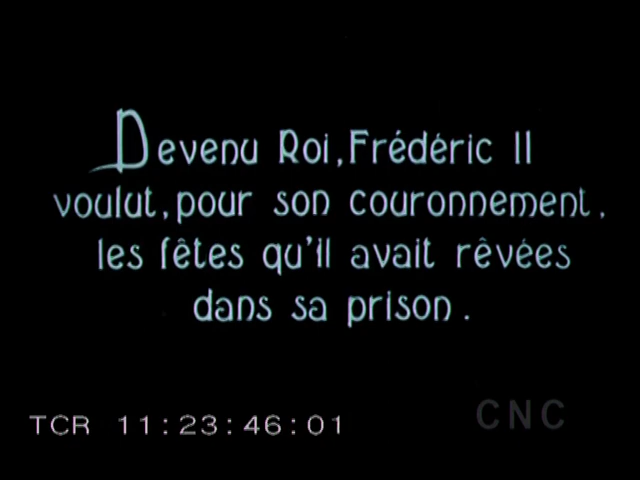 Devenu Roi, Frédéric II
voulut, pour son couronnement,
les fêtes qu'il avait rêvées
dans sa prison.
TCR 11:23:46:01
CNC